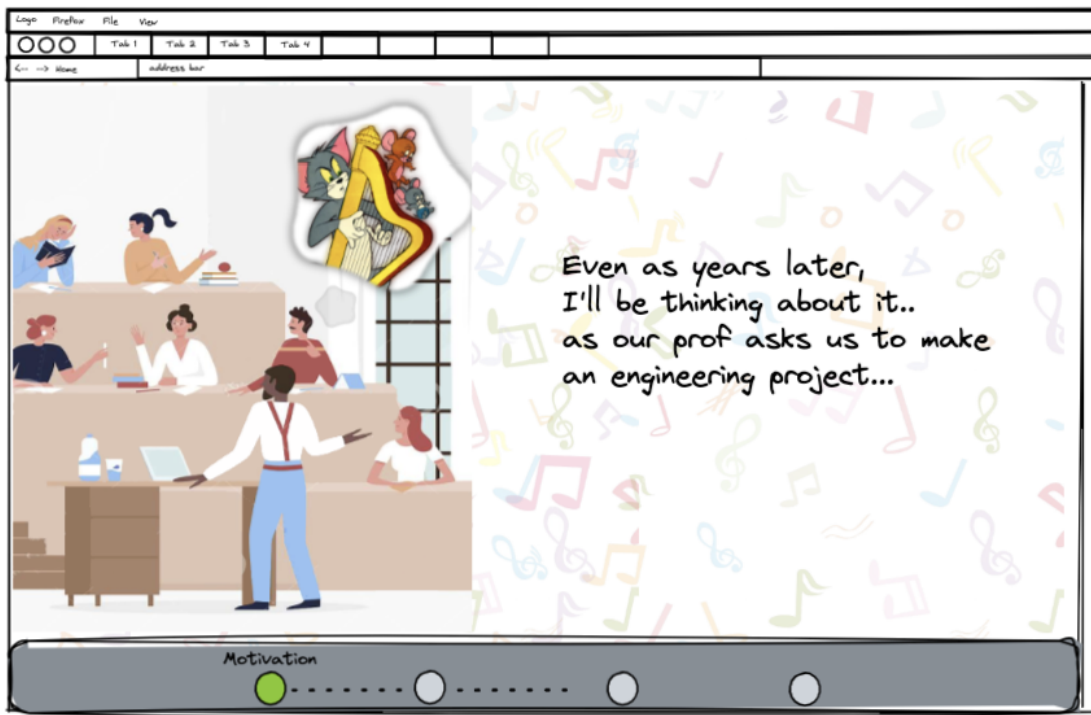 Logo Firefox File View
Tab 1 Tab 2 Tab 3 Tab 4
<-- --> Home address bar
Even as years later,
I'll be thinking about it..
as our prof asks us to make
an engineering project...
Motivation